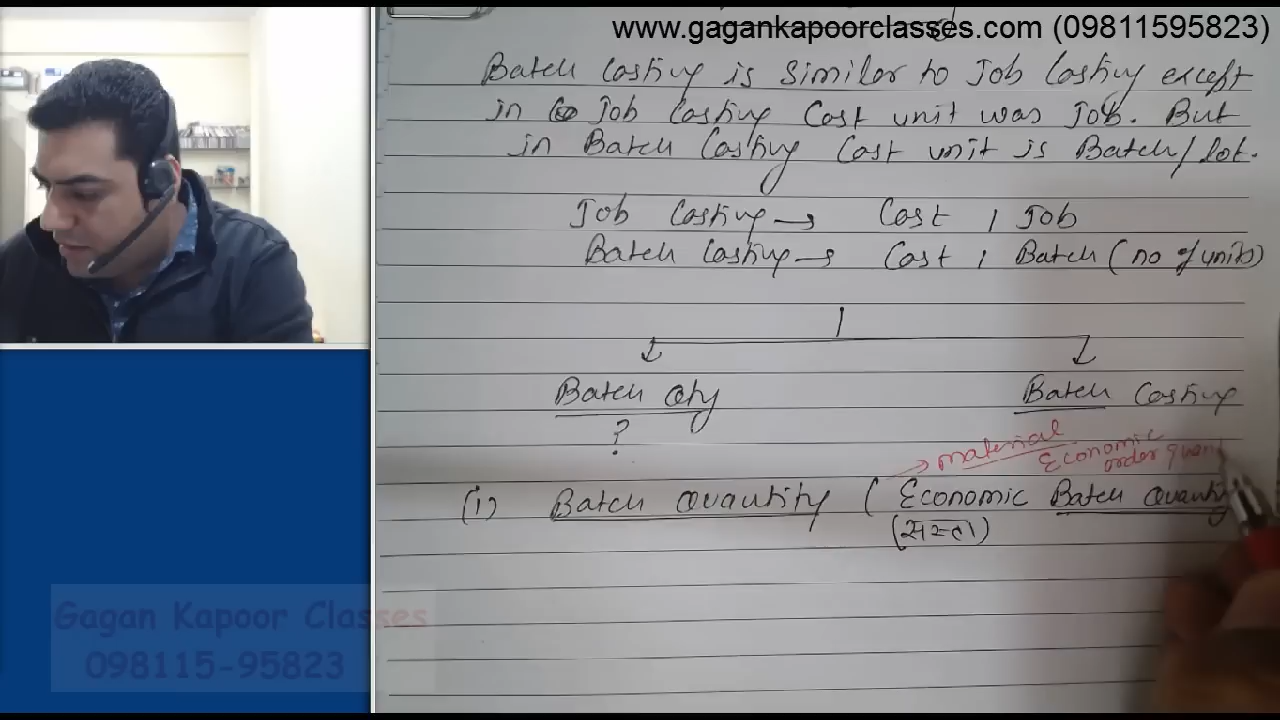 www.gagankapoorclasses.com (09811595823)
Batch Costing is similar to Job Costing except
in Job Costing Cost unit was Job. But
in Batch Costing Cost unit is Batch/lot.
Job Costing → Cost / Job
Batch Costing → Cost / Batch (no of units)
Batch Qty
Batch Costing
?
→ material
Economic
order quant
(i) Batch Quantity ( Economic Batch Quantity
(सस्ता)
Gagan Kapoor Classes
098115-95823